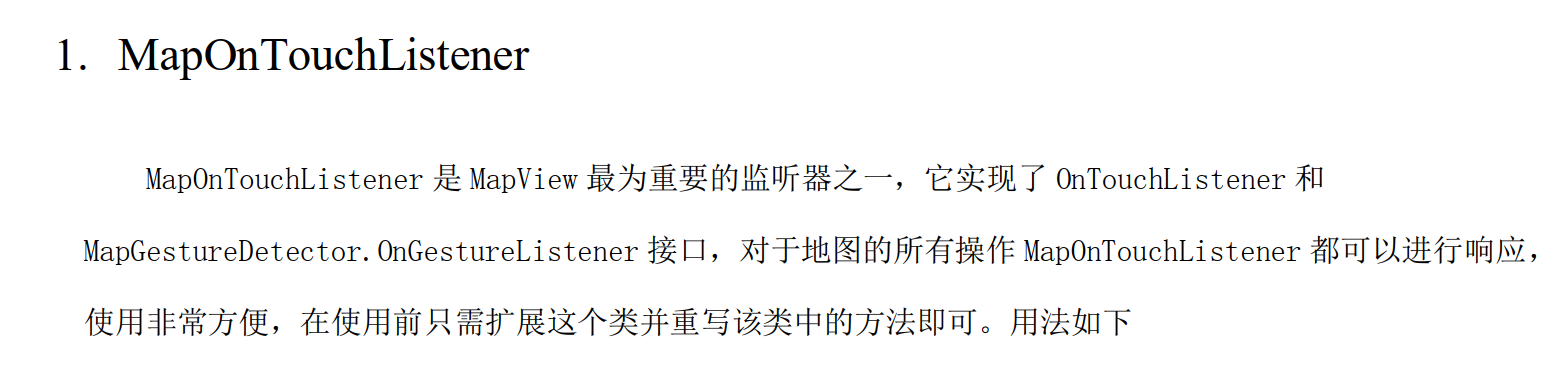 1. MapOnTouchListener
MapOnTouchListener 是 MapView 最为重要的监听器之一，它实现了 OnTouchListener 和
MapGestureDetector.OnGestureListener 接口，对于地图的所有操作 MapOnTouchListener 都可以进行响应，
使用非常方便，在使用前只需扩展这个类并重写该类中的方法即可。用法如下